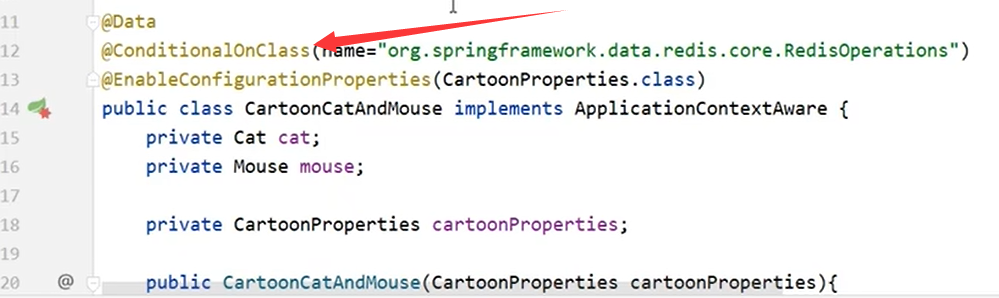 11 @Data
12 @ConditionalOnClass(name="org.springframework.data.redis.core.RedisOperations")
13 @EnableConfigurationProperties(CartoonProperties.class)
14 public class CartoonCatAndMouse implements ApplicationContextAware {
15 private Cat cat;
16 private Mouse mouse;
17
18 private CartoonProperties cartoonProperties;
19
20 @ public CartoonCatAndMouse(CartoonProperties cartoonProperties){